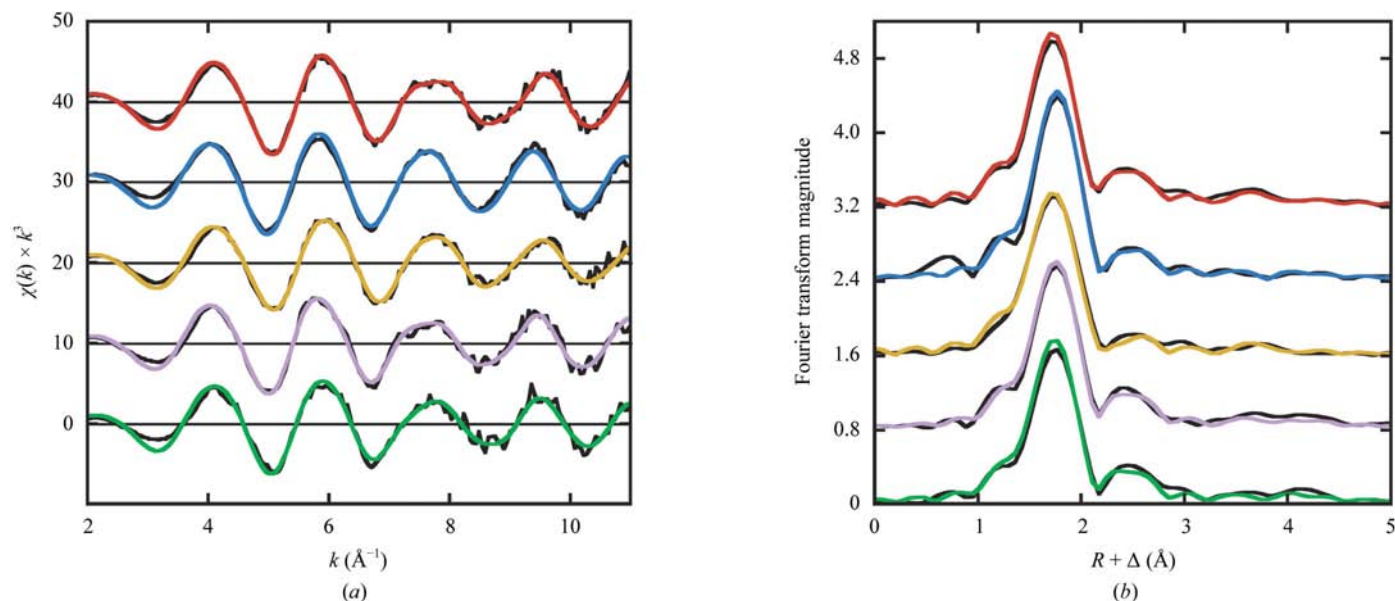 50
40
30
20
10
0
χ(k) × k³
2 4 6 8 10
k (Å⁻¹)
(a)
4.8
4.0
3.2
2.4
1.6
0.8
0
Fourier transform magnitude
0 1 2 3 4 5
R + Δ (Å)
(b)